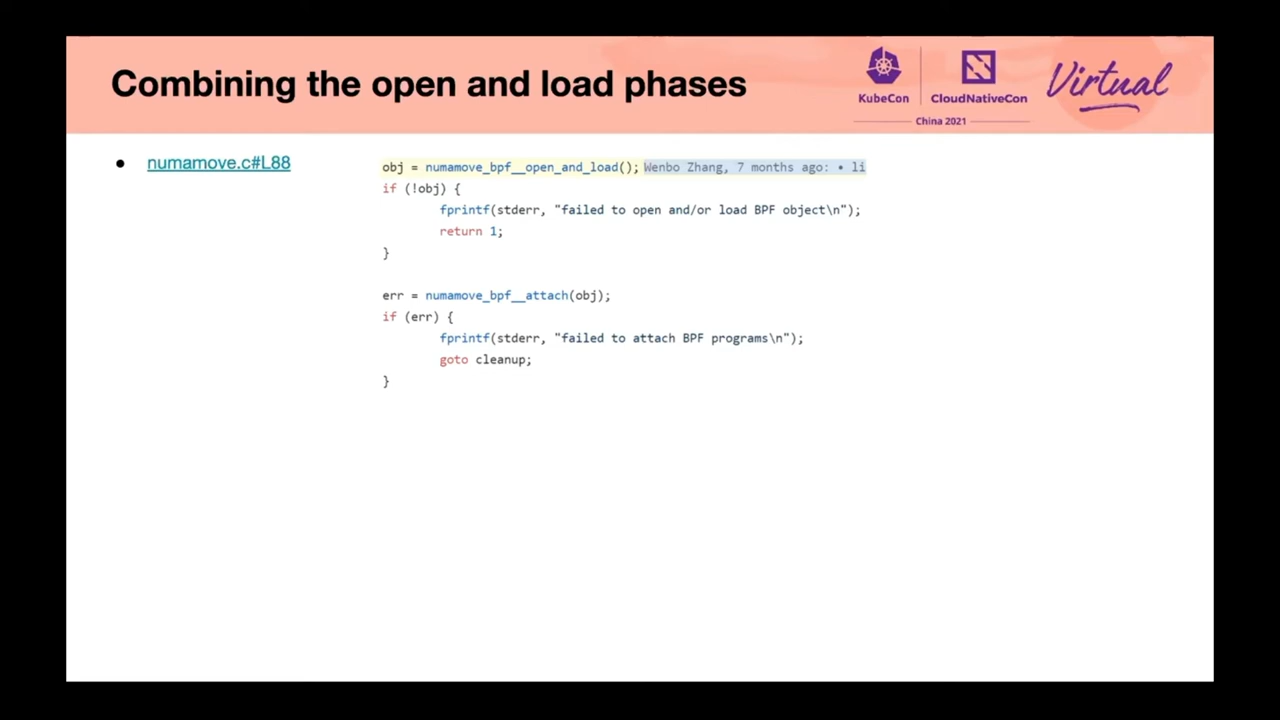 Combining the open and load phases
KubeCon
CloudNativeCon
China 2021
Virtual
• numamove.c#L88
obj = numamove_bpf__open_and_load(); Wenbo Zhang, 7 months ago: • li
if (!obj) {
fprintf(stderr, "failed to open and/or load BPF object\n");
return 1;
}
err = numamove_bpf__attach(obj);
if (err) {
fprintf(stderr, "failed to attach BPF programs\n");
goto cleanup;
}